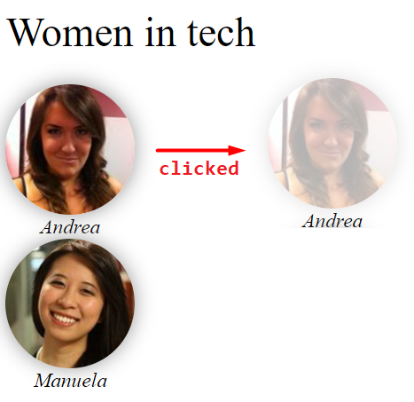 Women in tech
clicked
Andrea
Andrea
Manuela